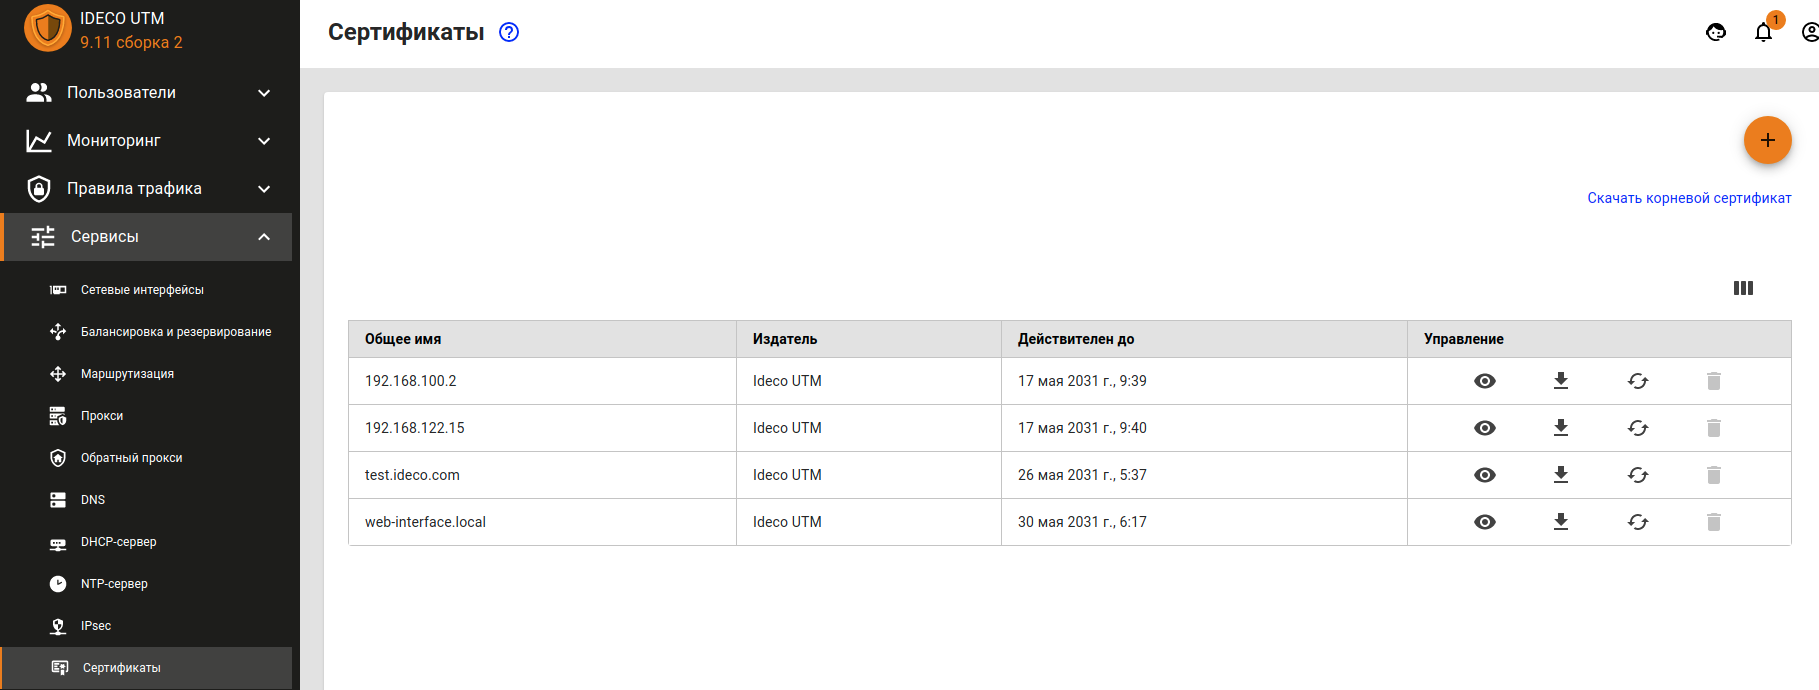 IDECO UTM
9.11 сборка 2
Пользователи
Мониторинг
Правила трафика
Сервисы
Сетевые интерфейсы
Балансировка и резервирование
Маршрутизация
Прокси
Обратный прокси
DNS
DHCP-сервер
NTP-сервер
IPsec
Сертификаты
Сертификаты ?
1
+
Скачать корневой сертификат
Общее имя Издатель Действителен до Управление
192.168.100.2 Ideco UTM 17 мая 2031 г., 9:39
192.168.122.15 Ideco UTM 17 мая 2031 г., 9:40
test.ideco.com Ideco UTM 26 мая 2031 г., 5:37
web-interface.local Ideco UTM 30 мая 2031 г., 6:17